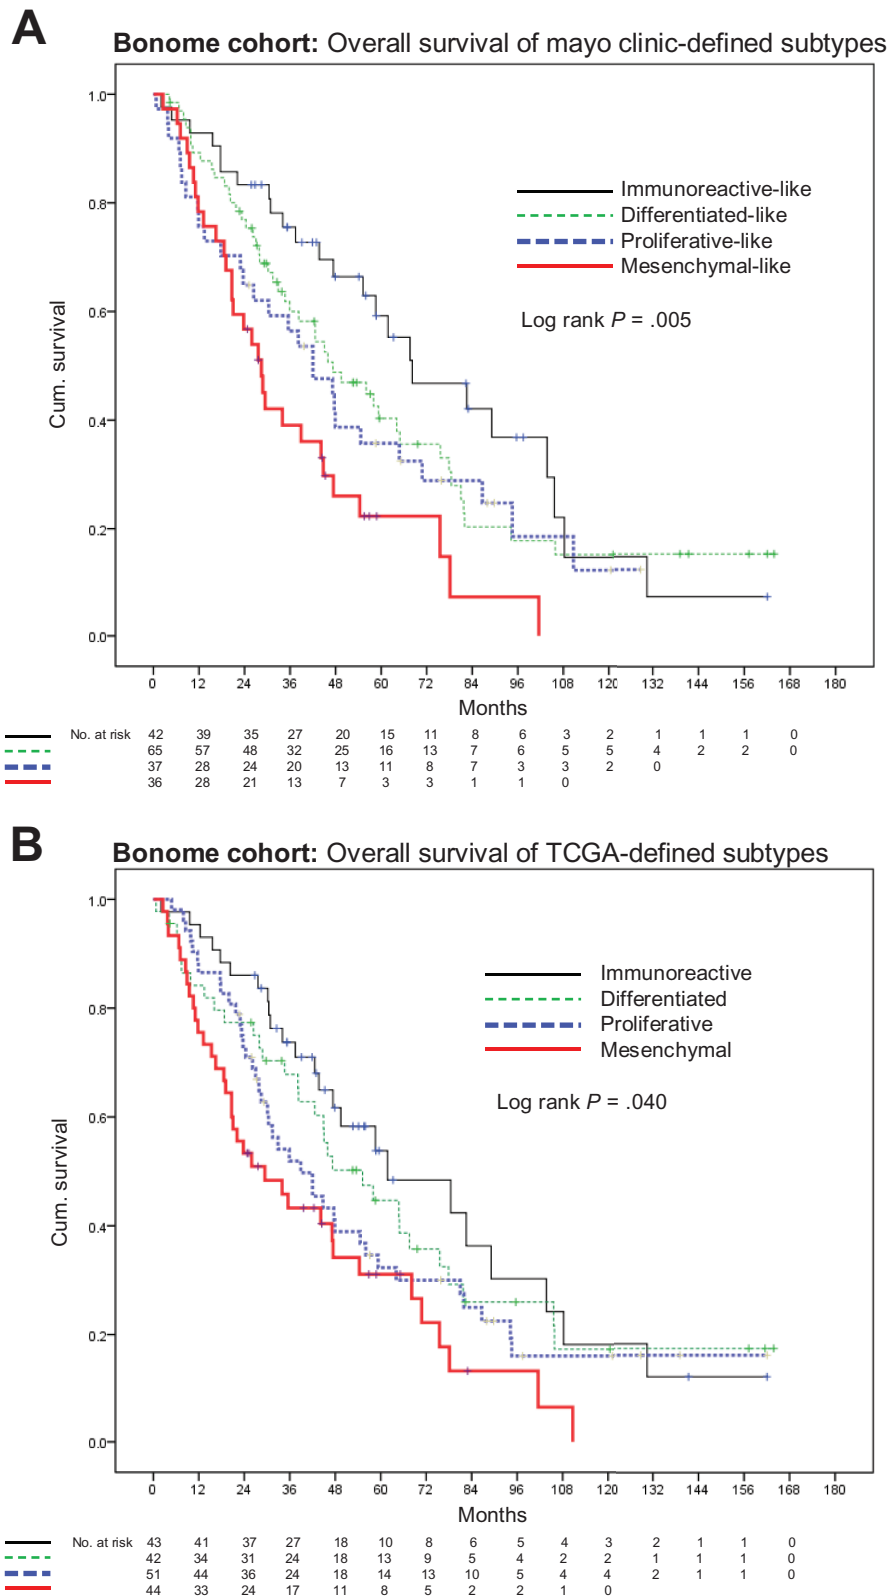 A
Bonome cohort: Overall survival of mayo clinic-defined subtypes
1.0
0.8
0.6
0.4
0.2
0.0
Cum. survival
Immunoreactive-like
Differentiated-like
Proliferative-like
Mesenchymal-like
Log rank P = .005
0 12 24 36 48 60 72 84 96 108 120 132 144 156 168 180
Months
No. at risk 42 39 35 27 20 15 11 8 6 3 2 1 1 1 0
65 57 48 32 25 16 13 7 6 5 5 4 2 2 0
37 28 24 20 13 11 8 7 3 3 2 0
36 28 21 13 7 3 3 1 1 0
B
Bonome cohort: Overall survival of TCGA-defined subtypes
1.0
0.8
0.6
0.4
0.2
0.0
Cum. survival
Immunoreactive
Differentiated
Proliferative
Mesenchymal
Log rank P = .040
0 12 24 36 48 60 72 84 96 108 120 132 144 156 168 180
Months
No. at risk 43 41 37 27 18 10 8 6 5 4 3 2 1 1 0
42 34 31 24 18 13 9 5 4 2 2 1 1 1 0
51 44 36 24 18 14 13 10 5 4 4 2 1 1 0
44 33 24 17 11 8 5 2 2 1 0